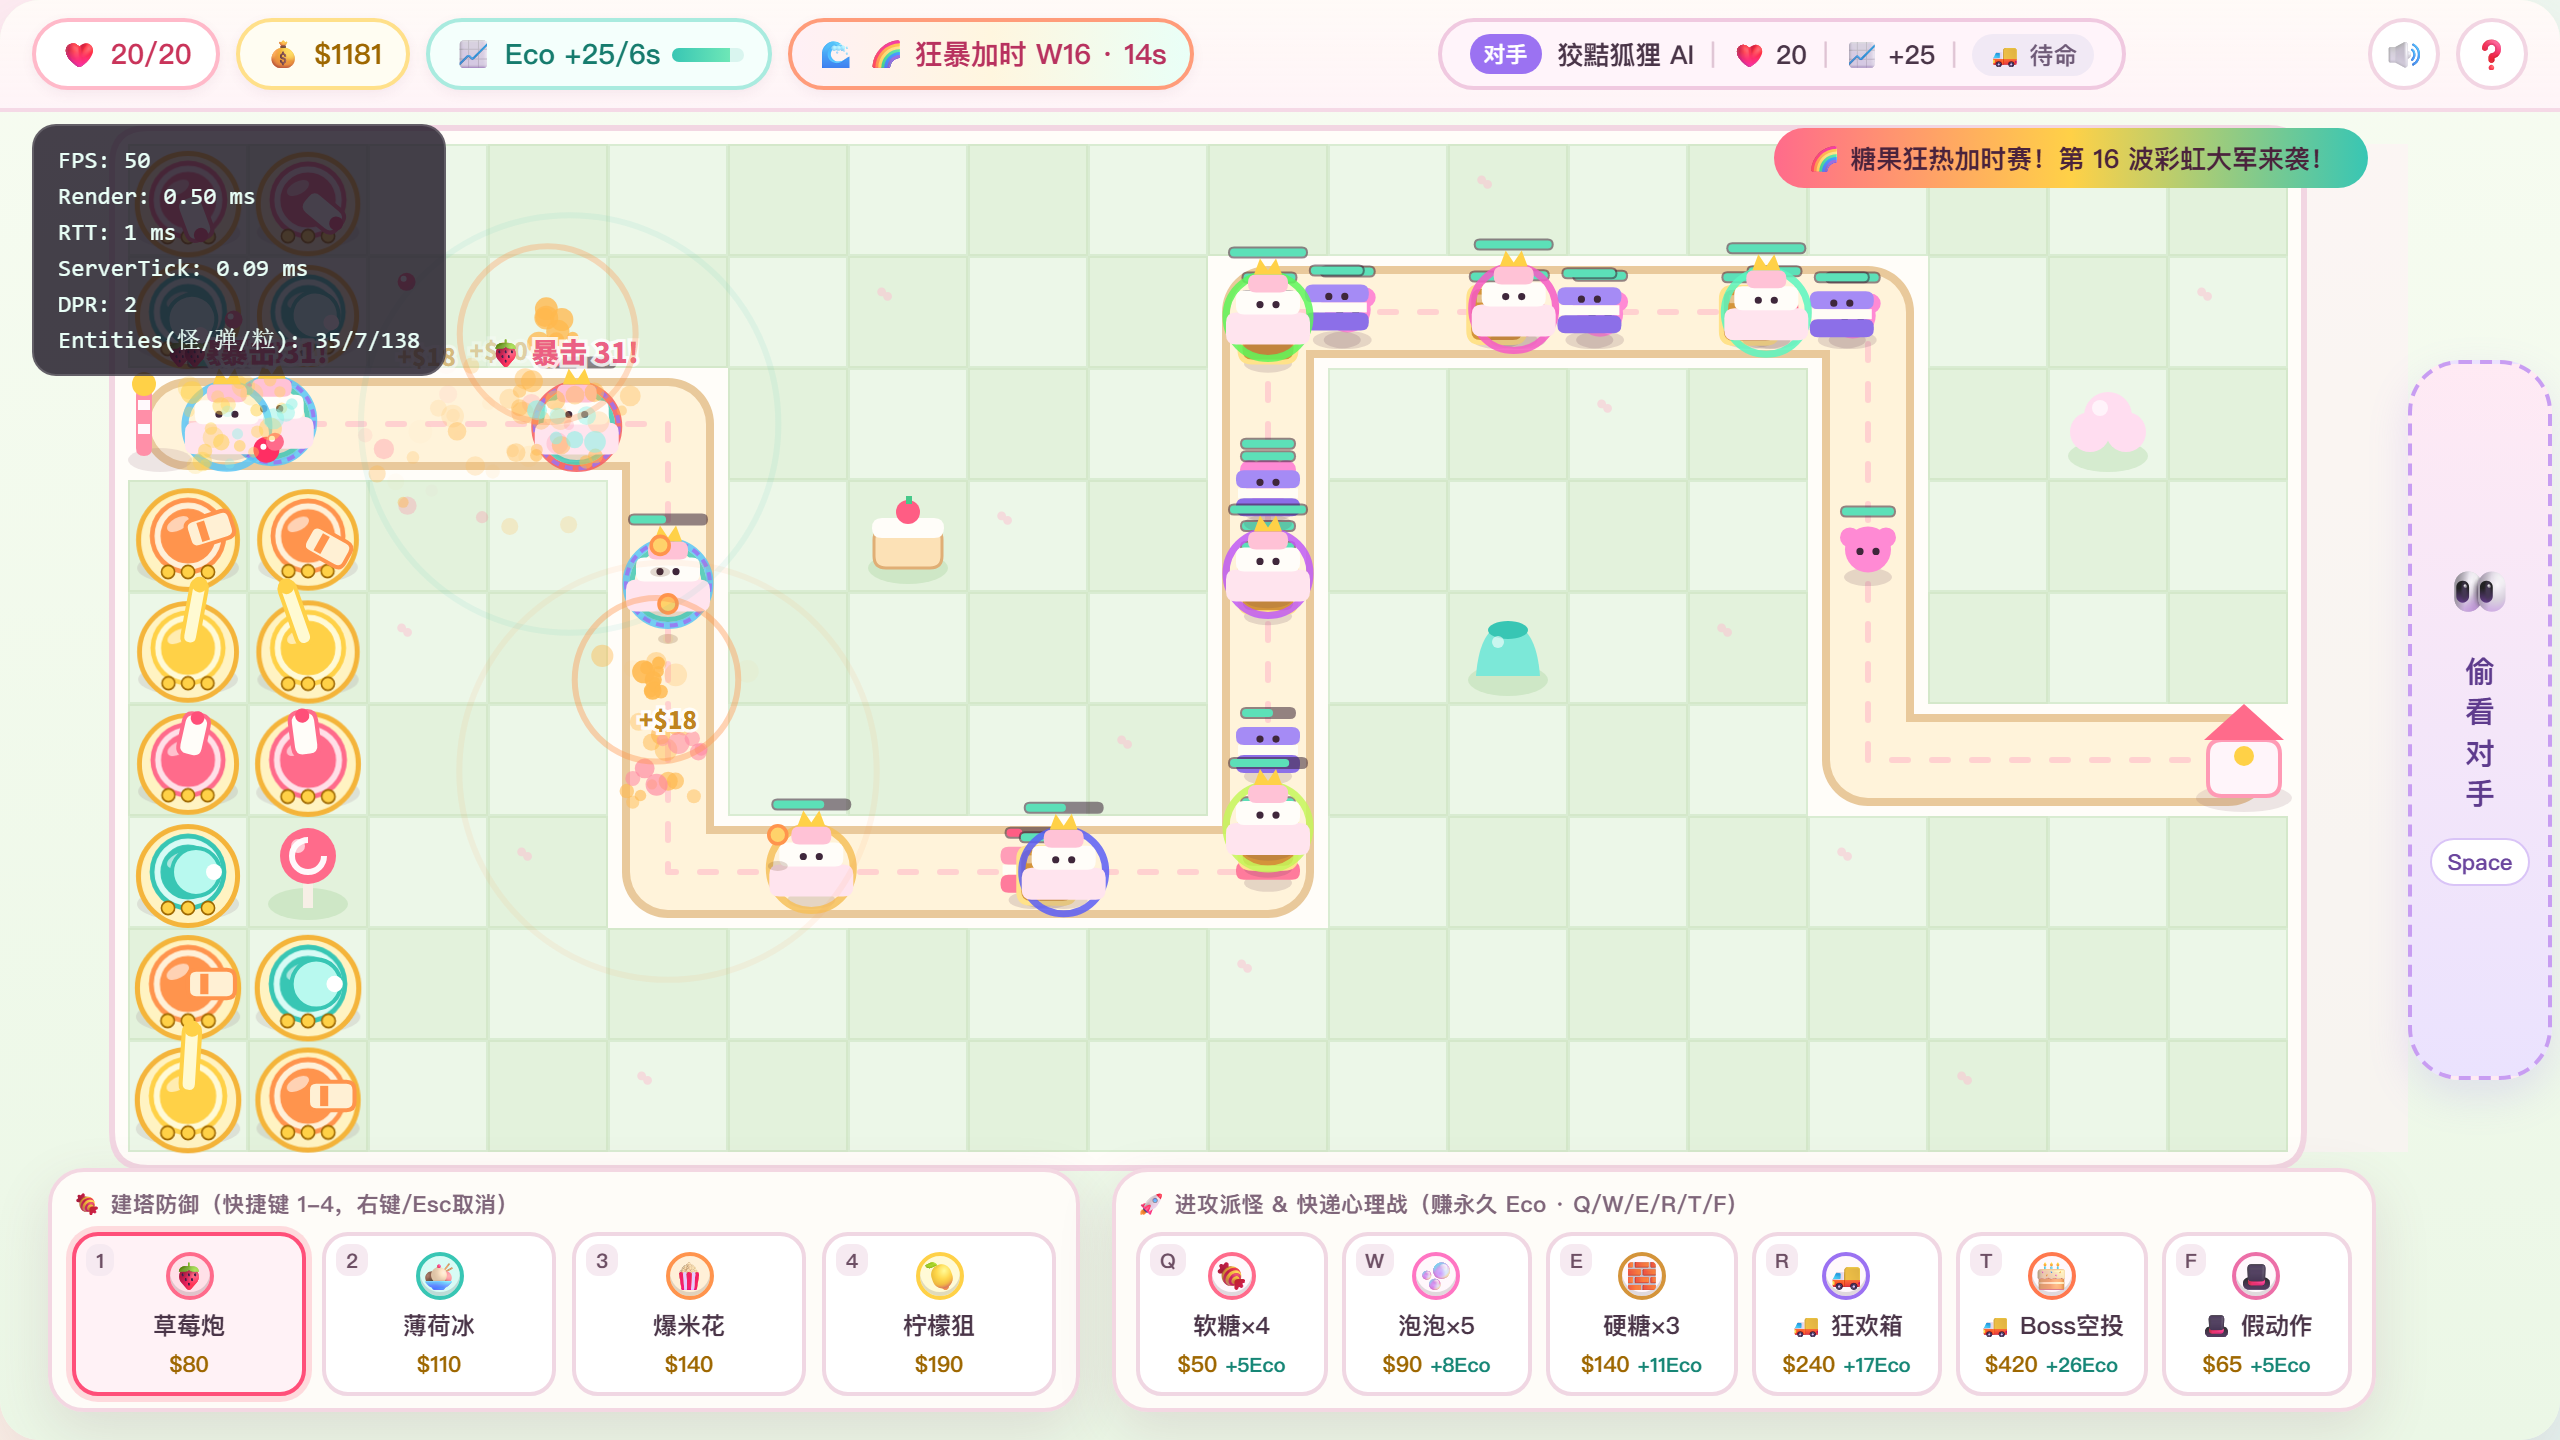 20/20
$1181
Eco +25/6s
狂暴加时 W16 · 14s
对手 狡黠狐狸 AI
20
+25
待命
糖果狂热加时赛！第 16 波彩虹大军来袭！
FPS: 50
Render: 0.50 ms
RTT: 1 ms
ServerTick: 0.09 ms
DPR: 2
Entities(怪/弹/粒): 35/7/138
暴击 31!
+$18
暴击 31!
+$18
偷看对手
Space
建塔防御（快捷键 1–4，右键/Esc取消）
1
草莓炮
$80
2
薄荷冰
$110
3
爆米花
$140
4
柠檬狙
$190
进攻派怪 & 快递心理战（赚永久 Eco · Q/W/E/R/T/F）
Q
软糖×4
$50 +5Eco
W
泡泡×5
$90 +8Eco
E
硬糖×3
$140 +11Eco
R
狂欢箱
$240 +17Eco
T
Boss空投
$420 +26Eco
F
假动作
$65 +5Eco